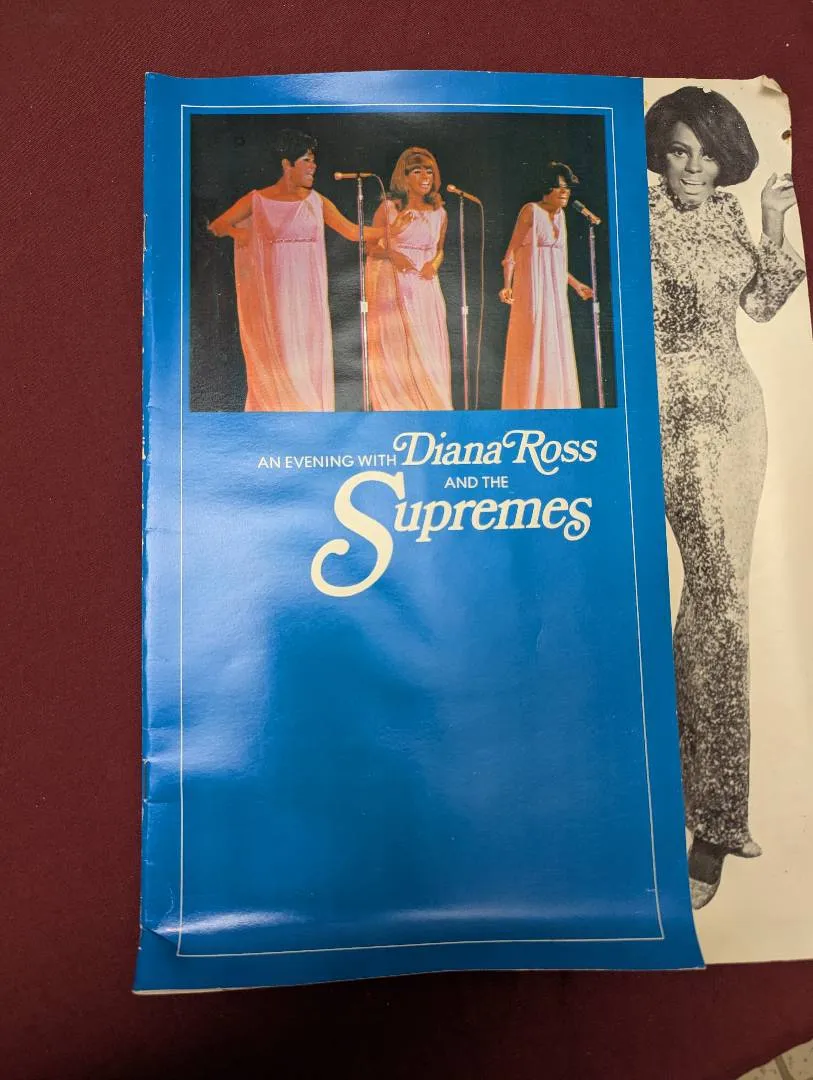 AN EVENING WITH Diana Ross
AND THE
Supremes